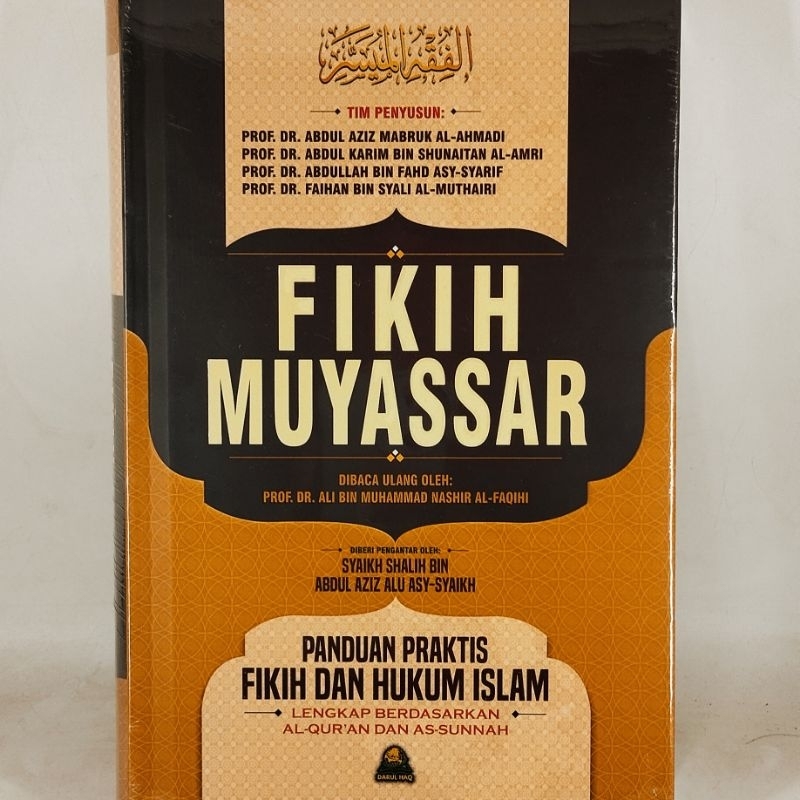 الفقه الميسر
TIM PENYUSUN:
PROF. DR. ABDUL AZIZ MABRUK AL-AHMADI
PROF. DR. ABDUL KARIM BIN SHUNAITAN AL-AMRI
PROF. DR. ABDULLAH BIN FAHD ASY-SYARIF
PROF. DR. FAIHAN BIN SYALI AL-MUTHAIRI
FIKIH
MUYASSAR
DIBACA ULANG OLEH:
PROF. DR. ALI BIN MUHAMMAD NASHIR AL-FAQIHI
DIBERI PENGANTAR OLEH:
SYAIKH SHALIH BIN
ABDUL AZIZ ALU ASY-SYAIKH
PANDUAN PRAKTIS
FIKIH DAN HUKUM ISLAM
LENGKAP BERDASARKAN
AL-QUR'AN DAN AS-SUNNAH
DARUL HAQ